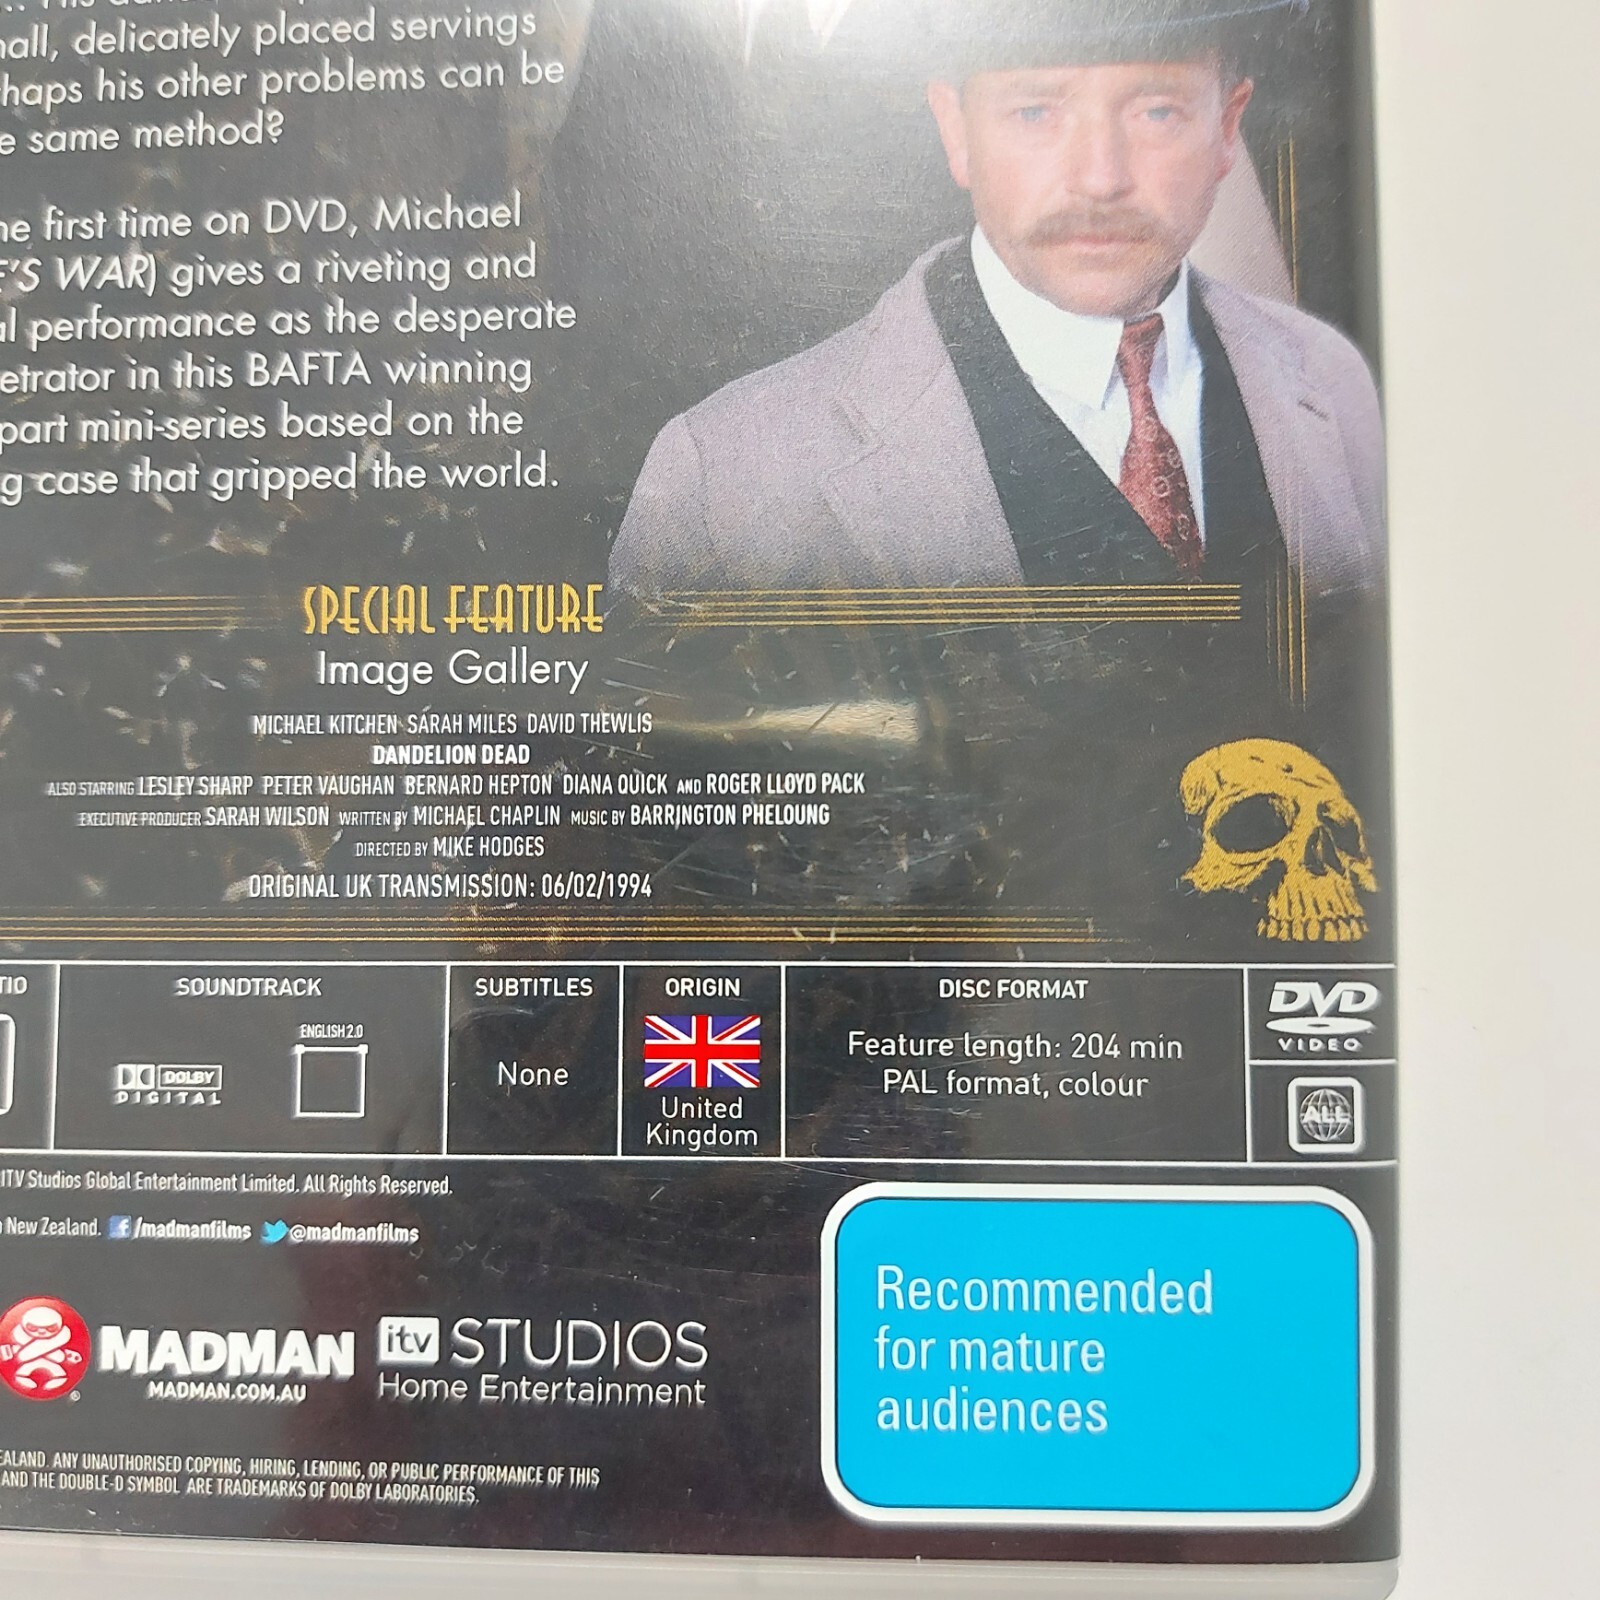 all, delicately placed servings
haps his other problems can be
e same method?
he first time on DVD, Michael
E'S WAR) gives a riveting and
al performance as the desperate
etrator in this BAFTA winning
part mini-series based on the
g case that gripped the world.
SPECIAL FEATURE
Image Gallery
MICHAEL KITCHEN SARAH MILES DAVID THEWLIS
DANDELION DEAD
ALSO STARRING LESLEY SHARP PETER VAUGHAN BERNARD HEPTON DIANA QUICK AND ROGER LLOYD PACK
EXECUTIVE PRODUCER SARAH WILSON WRITTEN BY MICHAEL CHAPLIN MUSIC BY BARRINGTON PHELOUNG
DIRECTED BY MIKE HODGES
ORIGINAL UK TRANSMISSION: 06/02/1994
TIO SOUNDTRACK SUBTITLES ORIGIN DISC FORMAT DVD VIDEO
ENGLISH 2.0
DOLBY DIGITAL
None
United Kingdom
Feature length: 204 min
PAL format, colour
ALL
ITV Studios Global Entertainment Limited. All Rights Reserved.
n New Zealand. f /madmanfilms @madmanfilms
MADMAN
MADMAN.COM.AU
itv STUDIOS
Home Entertainment
Recommended
for mature
audiences
EALAND. ANY UNAUTHORISED COPYING, HIRING, LENDING, OR PUBLIC PERFORMANCE OF THIS
AND THE DOUBLE-D SYMBOL ARE TRADEMARKS OF DOLBY LABORATORIES.